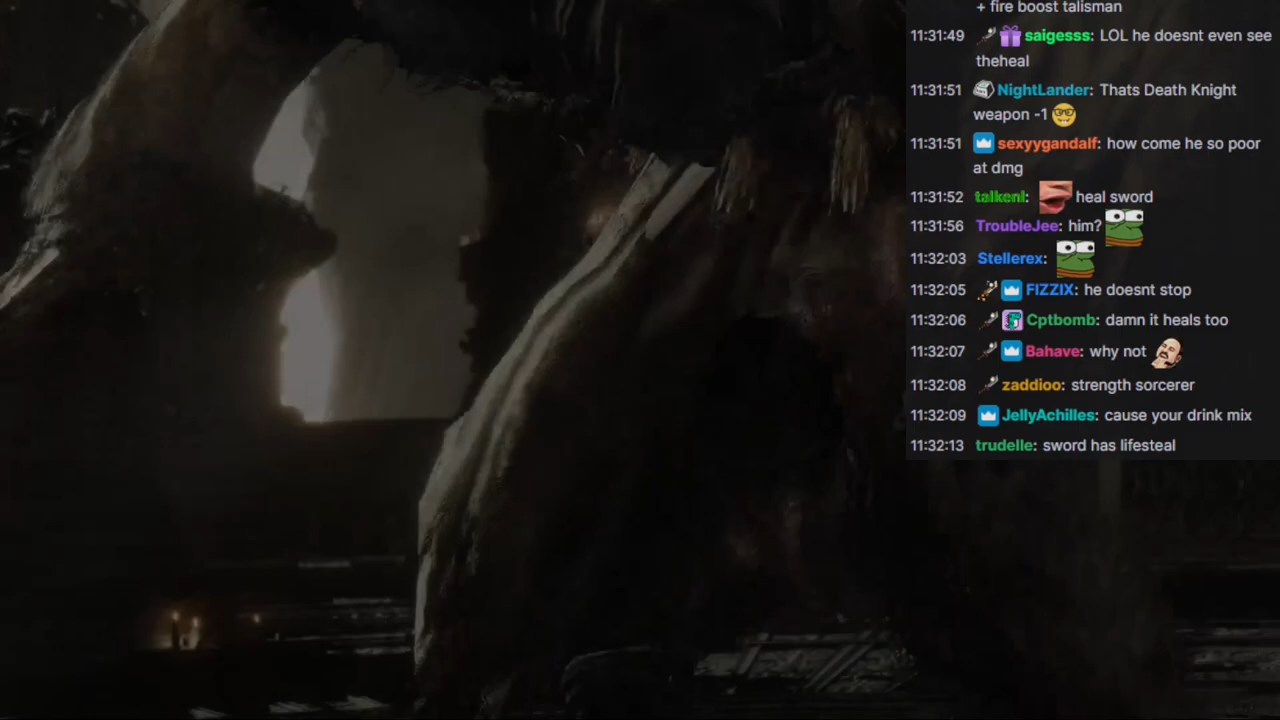 + fire boost talisman
11:31:49 saigesss: LOL he doesnt even see
theheal
11:31:51 NightLander: Thats Death Knight
weapon -1
11:31:51 sexyygandalf: how come he so poor
at dmg
11:31:52 talkenl: heal sword
11:31:56 TroubleJee: him?
11:32:03 Stellerex:
11:32:05 FIZZIX: he doesnt stop
11:32:06 Cptbomb: damn it heals too
11:32:07 Bahave: why not
11:32:08 zaddioo: strength sorcerer
11:32:09 JellyAchilles: cause your drink mix
11:32:13 trudelle: sword has lifesteal